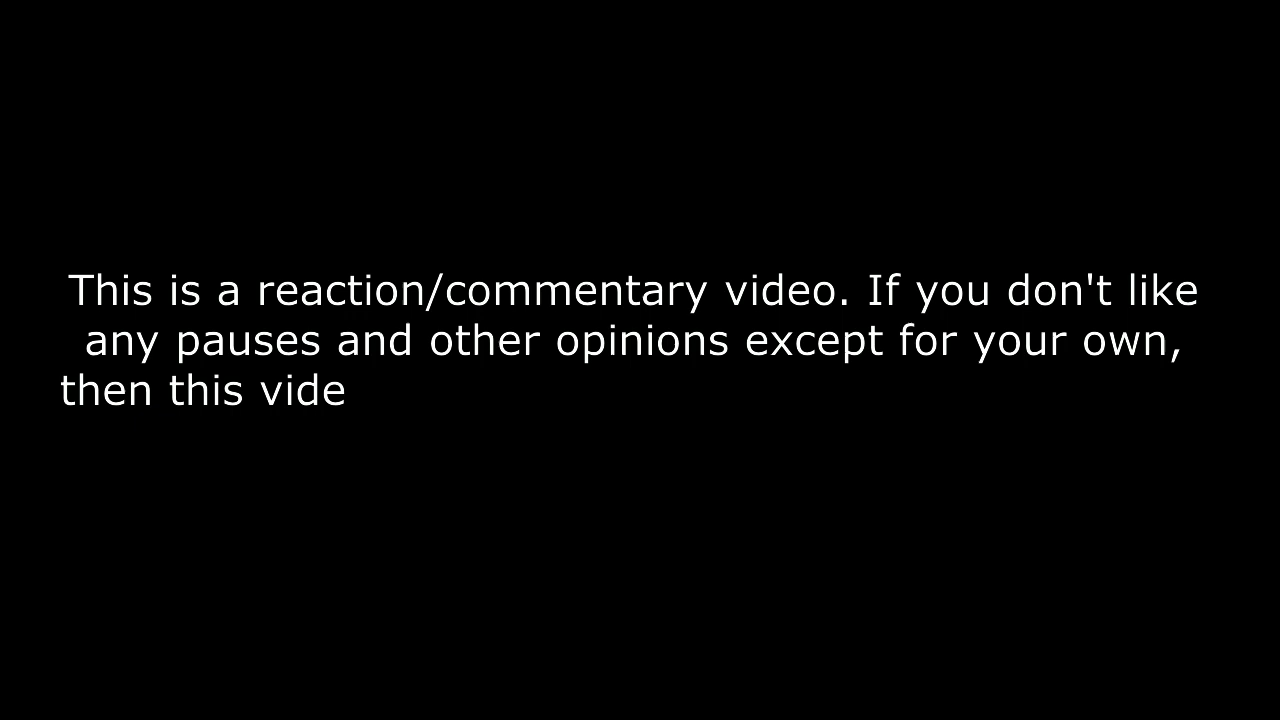 This is a reaction/commentary video. If you don't like
any pauses and other opinions except for your own,
then this vide